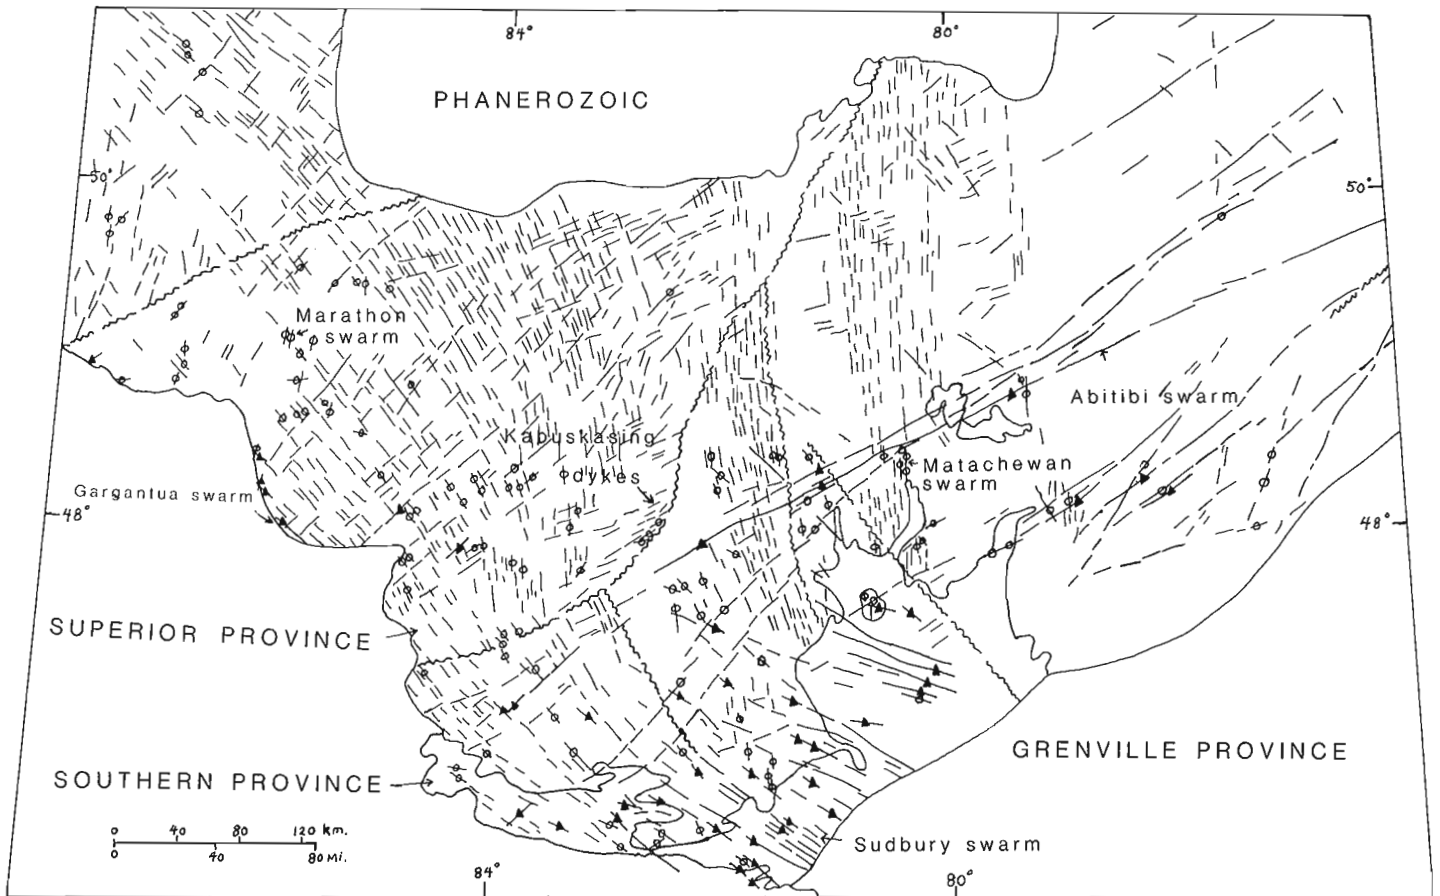 84°
80°
PHANEROZOIC
50°
50°
Marathon
swarm
Abitibi swarm
Kapuskasing
dykes
Matachewan
swarm
Gargantua swarm
48°
48°
SUPERIOR PROVINCE
GRENVILLE PROVINCE
SOUTHERN PROVINCE
0 40 80 120 km.
0 40 80 Mi.
Sudbury swarm
84°
80°